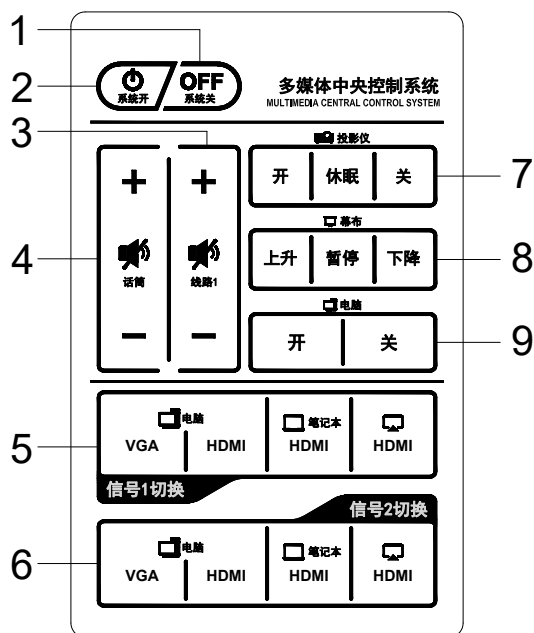 1
2
OFF
系统开
系统关
多媒体中央控制系统
MULTIMEDIA CENTRAL CONTROL SYSTEM
3
投影仪
+
+
开
休眠
关
7
幕布
4
上升
暂停
下降
8
话筒
线路1
电脑
−
−
开
关
9
电脑
笔记本
5
VGA
HDMI
HDMI
HDMI
信号1切换
信号2切换
电脑
笔记本
6
VGA
HDMI
HDMI
HDMI